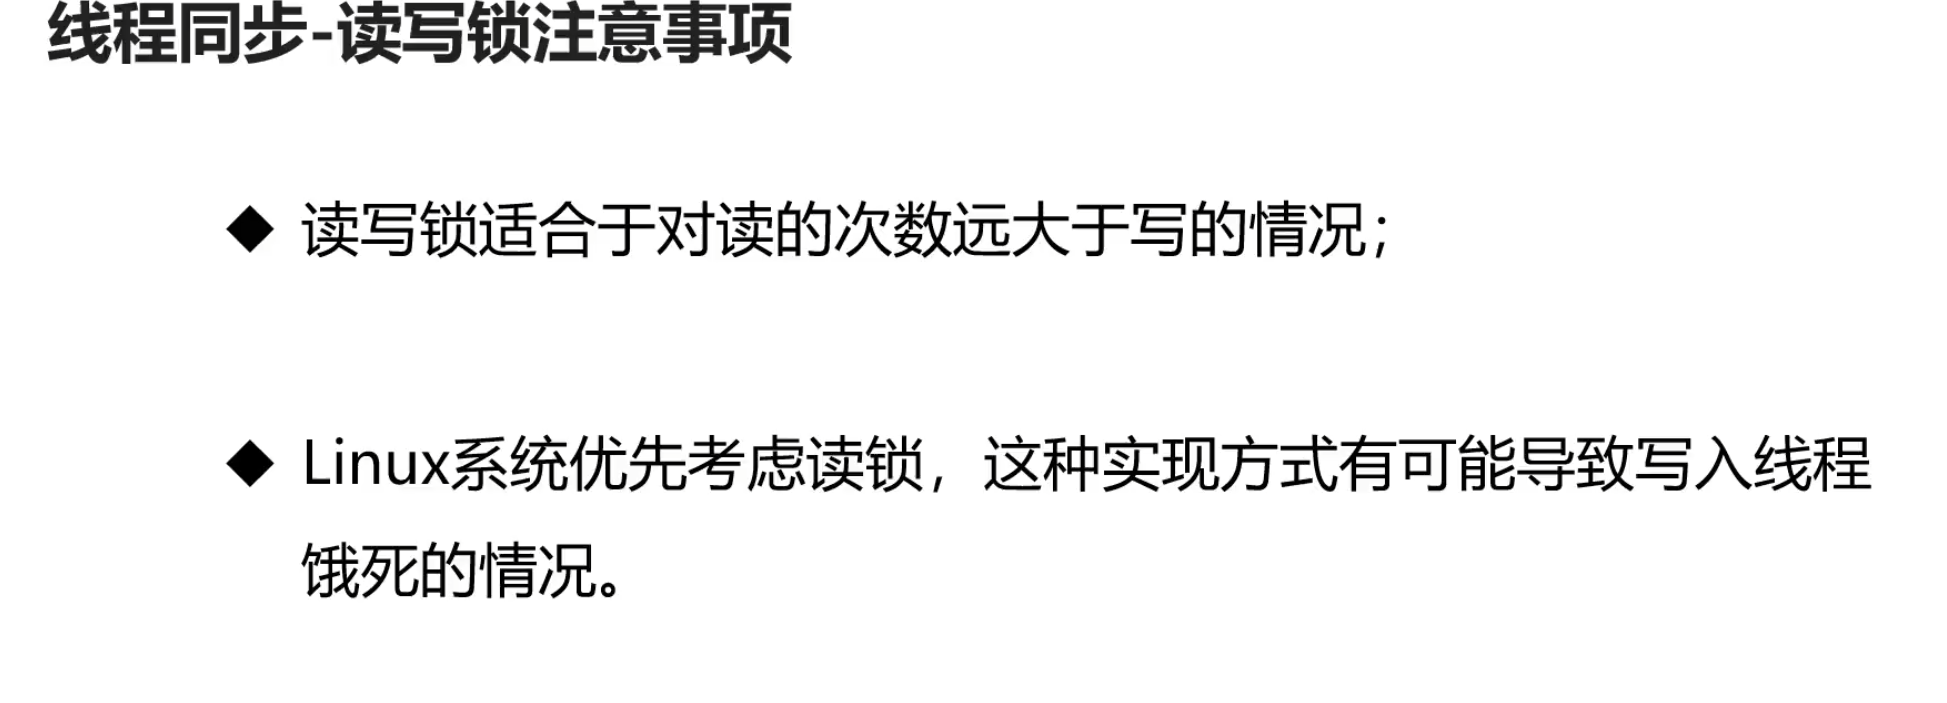 线程同步-读写锁注意事项
◆ 读写锁适合于对读的次数远大于写的情况；
◆ Linux系统优先考虑读锁，这种实现方式有可能导致写入线程
饿死的情况。